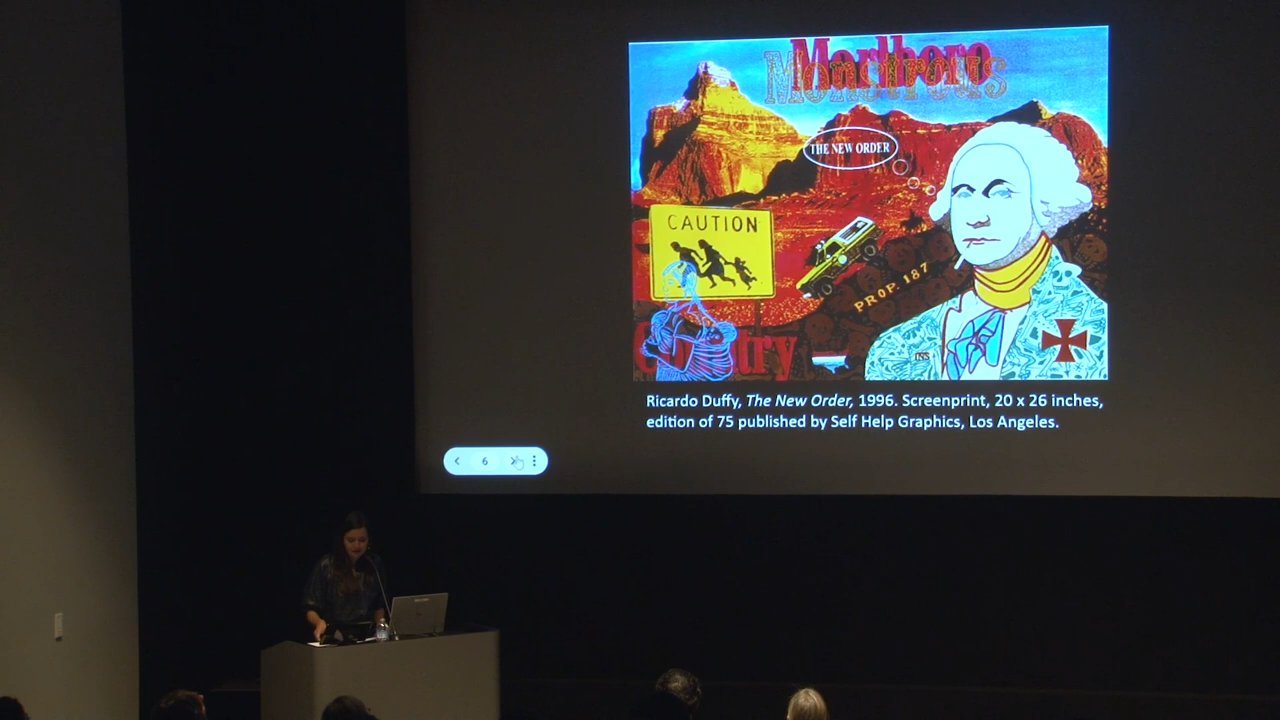 Marlboro
Monstrous
THE NEW ORDER
CAUTION
PROP. 187
Country
Ricardo Duffy, The New Order, 1996. Screenprint, 20 x 26 inches,
edition of 75 published by Self Help Graphics, Los Angeles.
6